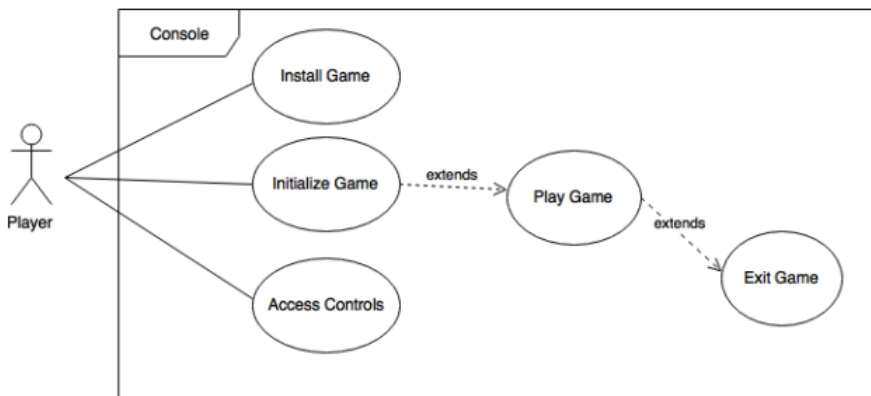 Console
Install Game
Initialize Game
extends
Play Game
Player
extends
Exit Game
Access Controls